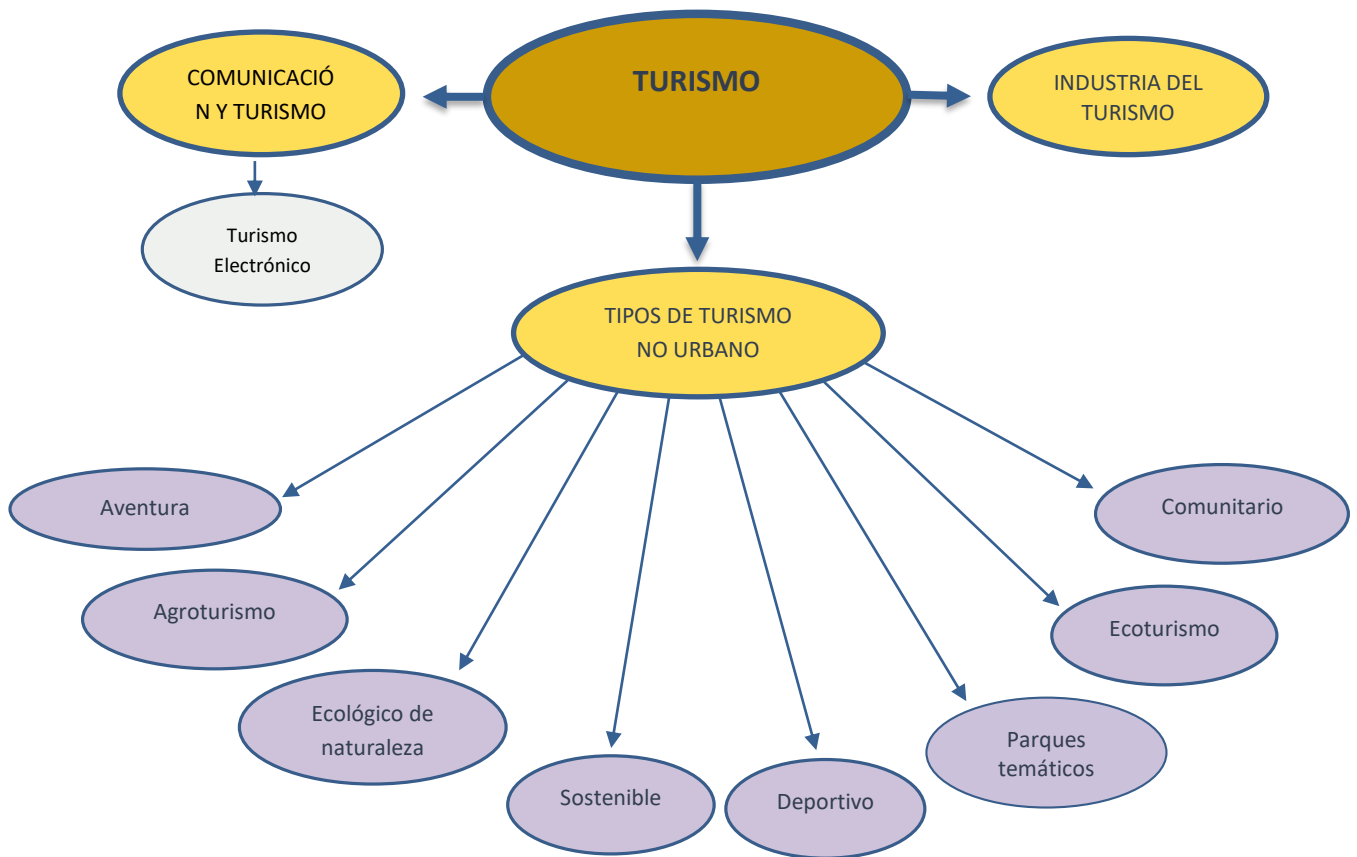 TURISMO
COMUNICACIÓ
N Y TURISMO
INDUSTRIA DEL
TURISMO
Turismo
Electrónico
TIPOS DE TURISMO
NO URBANO
Aventura
Comunitario
Agroturismo
Ecoturismo
Ecológico de
naturaleza
Parques
temáticos
Sostenible
Deportivo